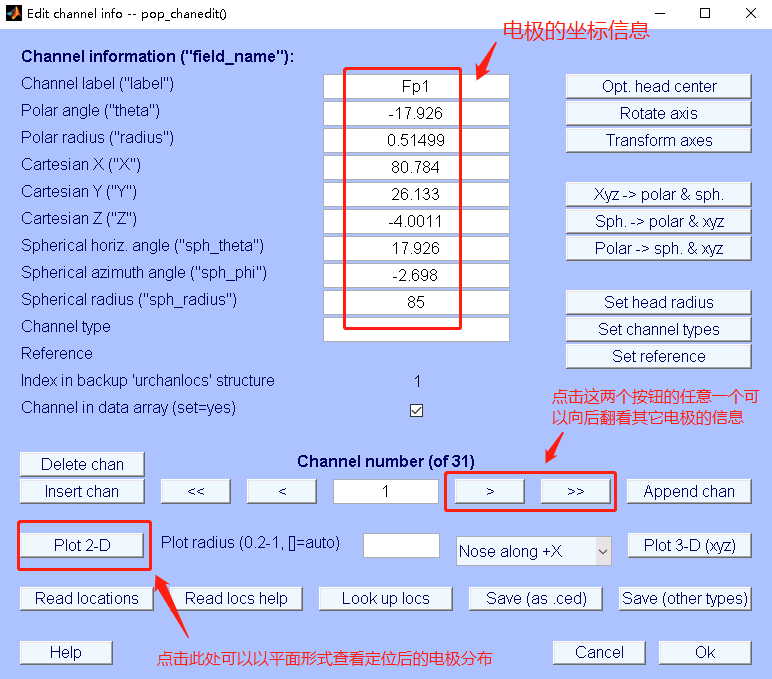 Edit channel info -- pop_chanedit()
电极的坐标信息
Channel information ("field_name"):
Channel label ("label") Fp1 Opt. head center
Polar angle ("theta") -17.926 Rotate axis
Polar radius ("radius") 0.51499 Transform axes
Cartesian X ("X") 80.784
Cartesian Y ("Y") 26.133 Xyz -> polar & sph.
Cartesian Z ("Z") -4.0011 Sph. -> polar & xyz
Spherical horiz. angle ("sph_theta") 17.926 Polar -> sph. & xyz
Spherical azimuth angle ("sph_phi") -2.698
Spherical radius ("sph_radius") 85 Set head radius
Channel type Set channel types
Reference Set reference
Index in backup 'urchanlocs' structure 1
Channel in data array (set=yes)
点击这两个按钮的任意一个可
以向后翻看其它电极的信息
Delete chan Channel number (of 31)
Insert chan << < 1 > >> Append chan
Plot 2-D Plot radius (0.2-1, []=auto) Nose along +X Plot 3-D (xyz)
Read locations Read locs help Look up locs Save (as .ced) Save (other types)
Help Cancel Ok
点击此处可以以平面形式查看定位后的电极分布